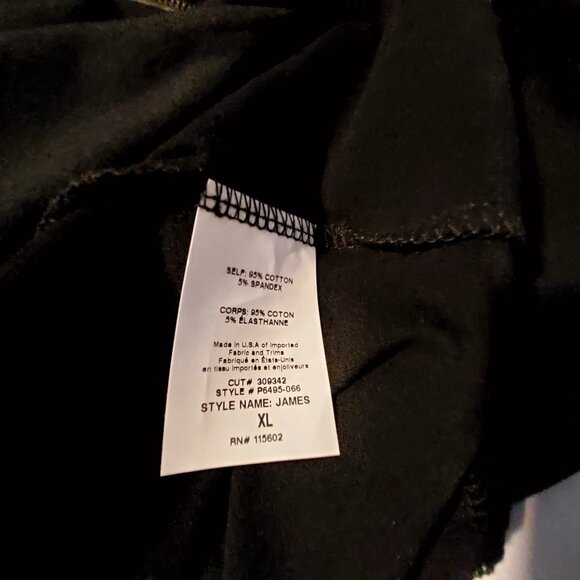 SELF: 95% COTTON
5% SPANDEX
CORPS: 95% COTON
5% ÉLASTHANNE
Made in U.S.A of Imported
Fabric and Trims
Fabriqué en États-Unis
en tissu importés et enjoliveurs
CUT# 309342
STYLE # P6495-066
STYLE NAME: JAMES
XL
RN# 115602